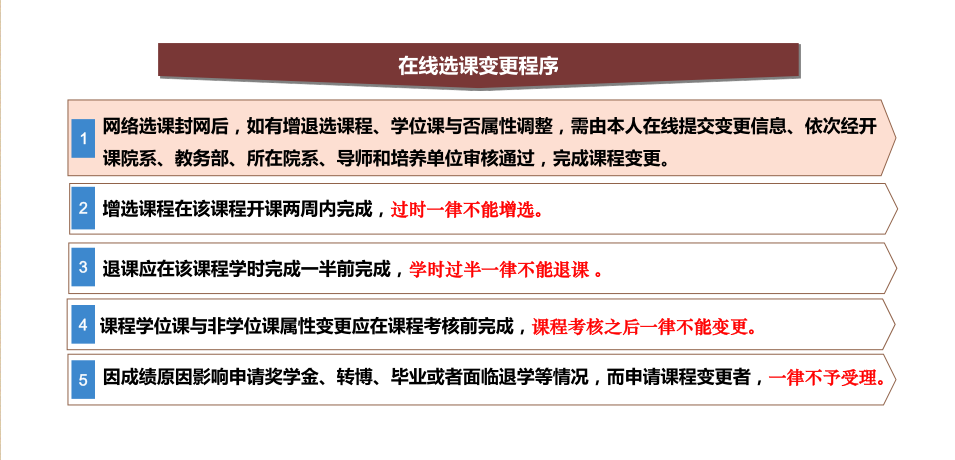 在线选课变更程序
1
网络选课封网后，如有增退选课程、学位课与否属性调整，需由本人在线提交变更信息、依次经开
课院系、教务部、所在院系、导师和培养单位审核通过，完成课程变更。
2
增选课程在该课程开课两周内完成，过时一律不能增选。
3
退课应在该课程学时完成一半前完成，学时过半一律不能退课 。
4
课程学位课与非学位课属性变更应在课程考核前完成，课程考核之后一律不能变更。
5
因成绩原因影响申请奖学金、转博、毕业或者面临退学等情况，而申请课程变更者，一律不予受理。